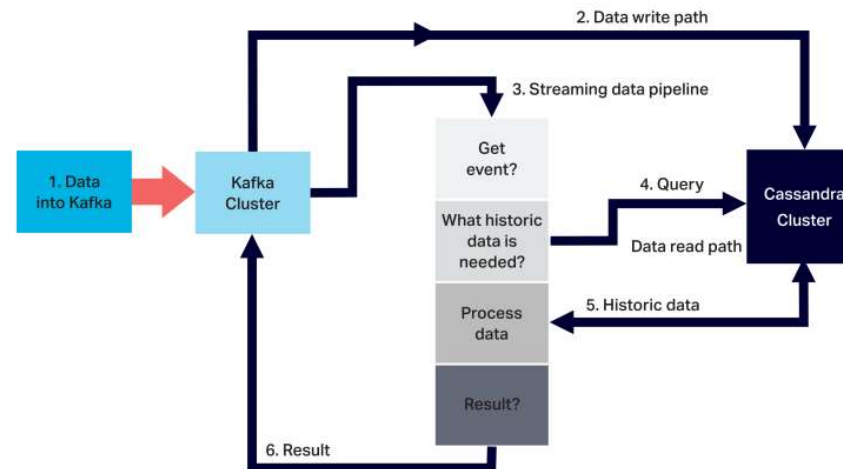 2. Data write path
3. Streaming data pipeline
1. Data
into Kafka
Kafka
Cluster
Get
event?
What historic
data is
needed?
4. Query
Data read path
Cassandra
Cluster
Process
data
5. Historic data
Result?
6. Result